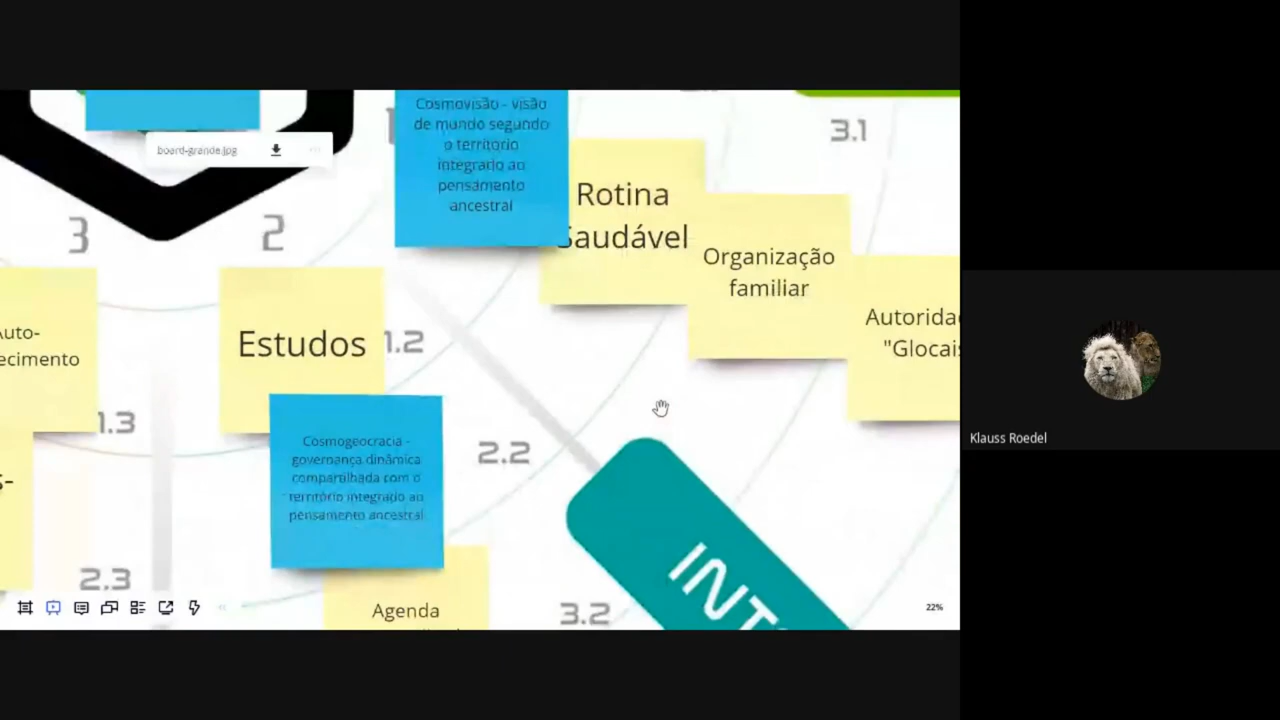 Cosmovisão - visão
de mundo segundo
o território
integrado ao
pensamento
ancestral
3.1
board-grande.jpg
Rotina
Saudável
Organização
familiar
3
2
Estudos
1.2
1.3
2.2
Cosmogeocracia -
governança dinâmica
compartilhada com o
território integrado ao
pensamento ancestral
2.3
Agenda
3.2
22%
Klauss Roedel